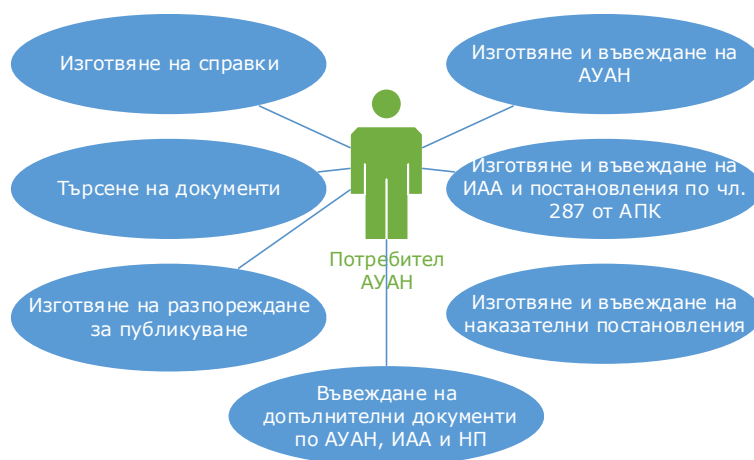 Изготвяне на справки
Изготвяне и въвеждане на
АУАН
Търсене на документи
Изготвяне и въвеждане на
ИАА и постановления по чл.
287 от АПК
Потребител
АУАН
Изготвяне на разпореждане
за публикуване
Изготвяне и въвеждане на
наказателни постановления
Въвеждане на
допълнителни документи
по АУАН, ИАА и НП